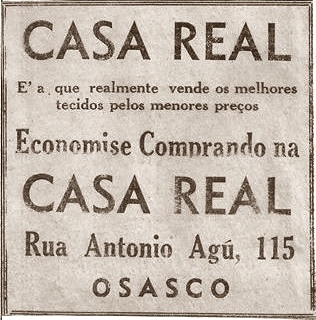 CASA REAL
E' a que realmente vende os melhores
tecidos pelos menores preços
Economise Comprando na
CASA REAL
Rua Antonio Agú, 115
OSASCO